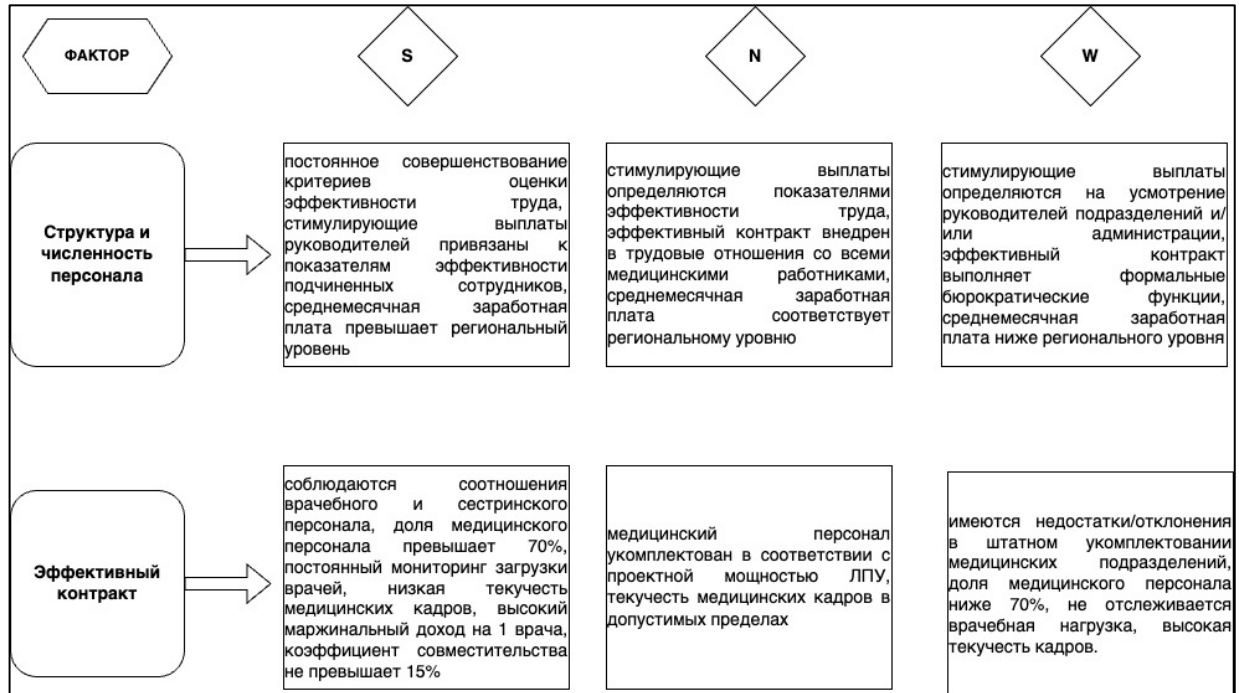 ФАКТОР
S
N
W
Структура и
численность
персонала
постоянное совершенствование
критериев оценки
эффективности труда,
стимулирующие выплаты
руководителей привязаны к
показателям эффективности
подчиненных сотрудников,
среднемесячная заработная
плата превышает региональный
уровень
стимулирующие выплаты
определяются показателями
эффективности труда,
эффективный контракт внедрен
в трудовые отношения со всеми
медицинскими работниками,
среднемесячная заработная
плата соответствует
региональному уровню
стимулирующие выплаты
определяются на усмотрение
руководителей подразделений и/
или администрации,
эффективный контракт
выполняет формальные
бюрократические функции,
среднемесячная заработная
плата ниже регионального уровня
Эффективный
контракт
соблюдаются соотношения
врачебного и сестринского
персонала, доля медицинского
персонала превышает 70%,
постоянный мониторинг загрузки
врачей, низкая текучесть
медицинских кадров, высокий
маржинальный доход на 1 врача,
коэффициент совместительства
не превышает 15%
медицинский персонал
укомплектован в соответствии с
проектной мощностью ЛПУ,
текучесть медицинских кадров в
допустимых пределах
имеются недостатки/отклонения
в штатном укомплектовании
медицинских подразделений,
доля медицинского персонала
ниже 70%, не отслеживается
врачебная нагрузка, высокая
текучесть кадров.